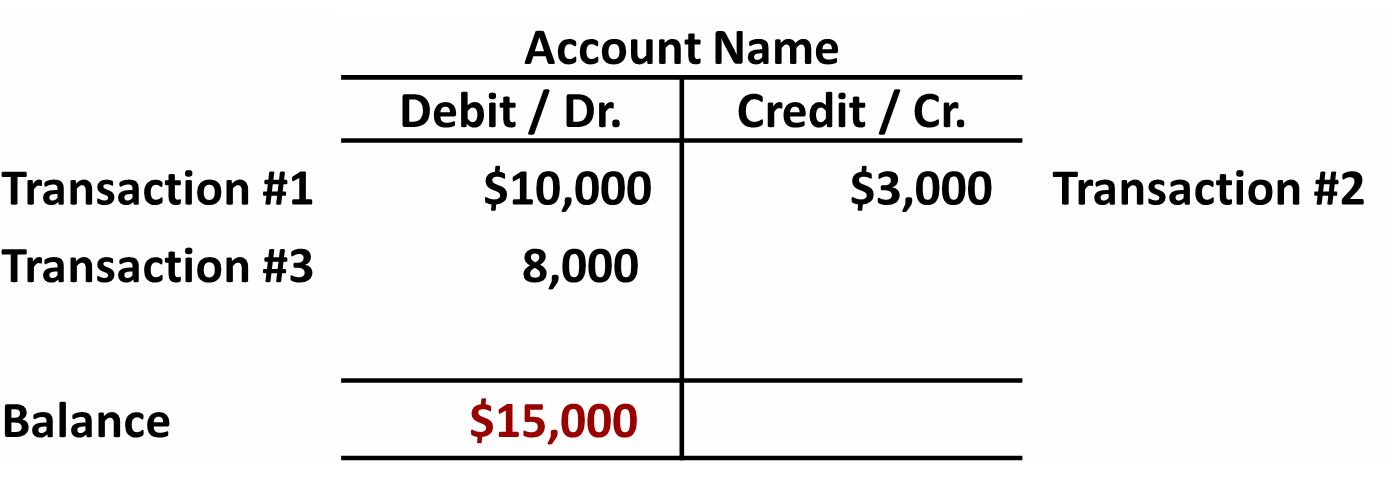 Account Name
Debit / Dr. Credit / Cr.
Transaction #1 $10,000 $3,000 Transaction #2
Transaction #3 8,000
Balance $15,000